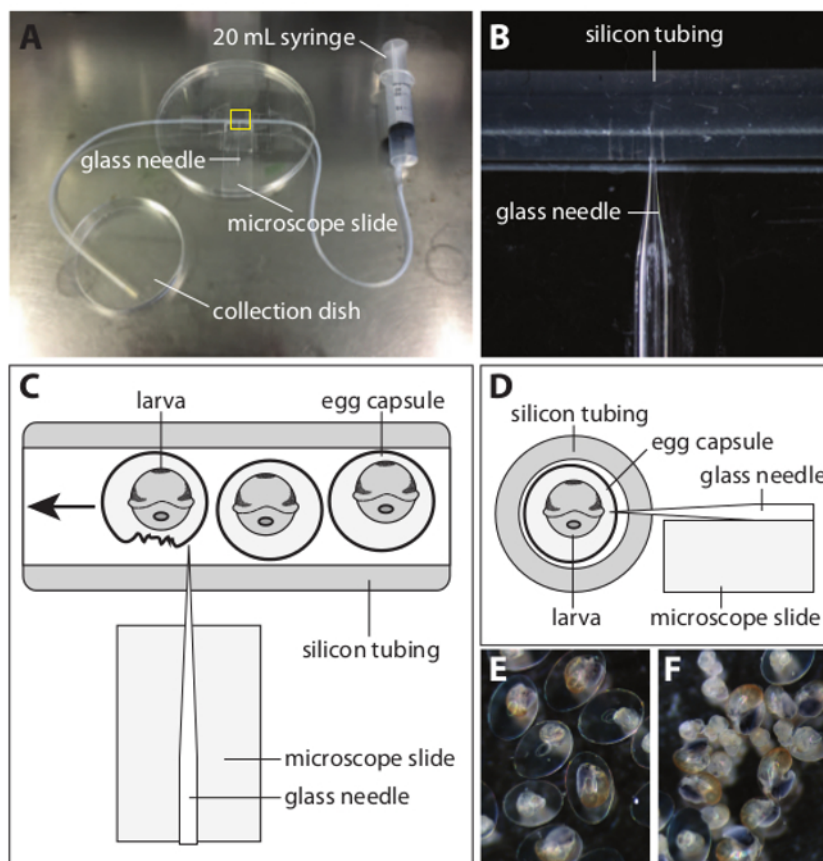 A
20 mL syringe
glass needle
microscope slide
collection dish
B
silicon tubing
glass needle
C
larva
egg capsule
silicon tubing
microscope slide
glass needle
D
silicon tubing
egg capsule
glass needle
larva
microscope slide
E
F